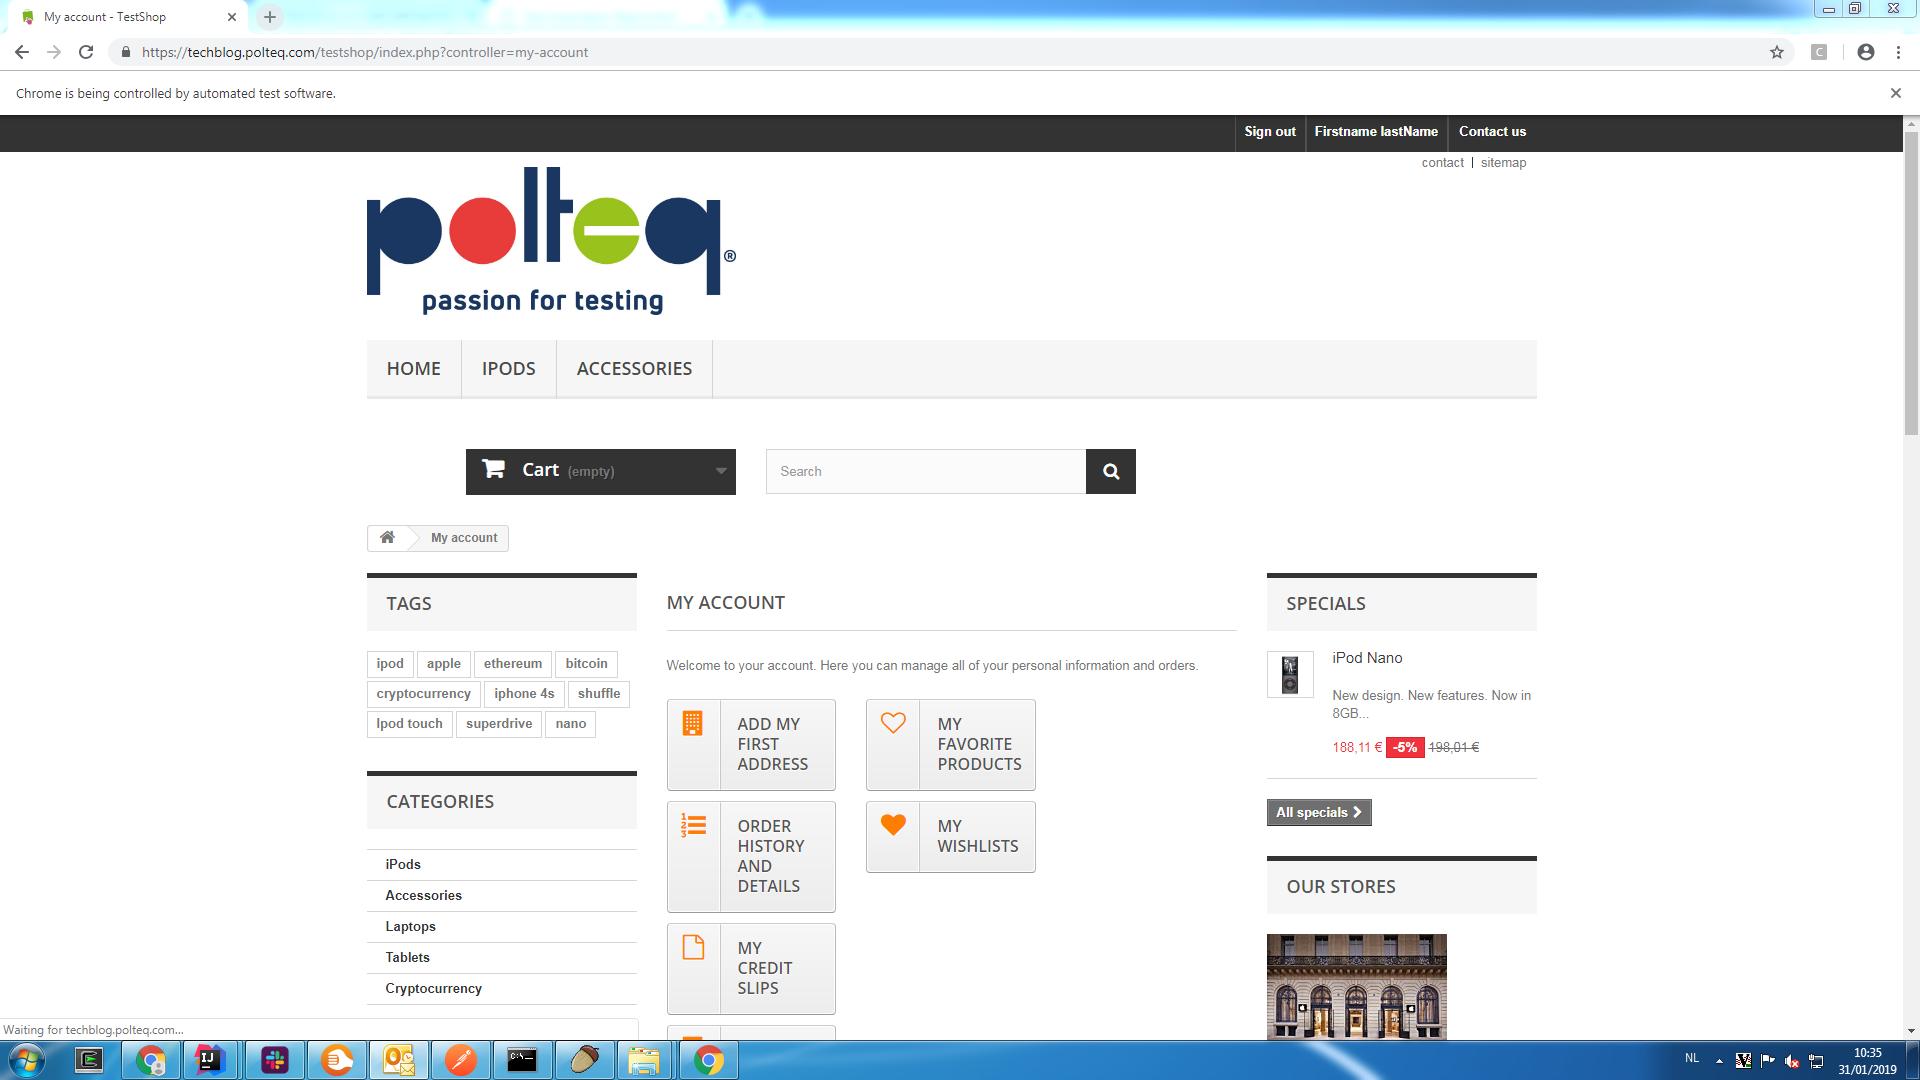 My account - TestShop
https://techblog.polteq.com/testshop/index.php?controller=my-account
C
Chrome is being controlled by automated test software.
Sign out Firstname lastName Contact us
contact | sitemap
polteq®
passion for testing
HOME IPODS ACCESSORIES
Cart (empty)
Search
My account
TAGS
ipod apple ethereum bitcoin
cryptocurrency iphone 4s shuffle
Ipod touch superdrive nano
CATEGORIES
iPods
Accessories
Laptops
Tablets
Cryptocurrency
MY ACCOUNT
Welcome to your account. Here you can manage all of your personal information and orders.
ADD MY
FIRST
ADDRESS
ORDER
HISTORY
AND
DETAILS
MY
CREDIT
SLIPS
MY
FAVORITE
PRODUCTS
MY
WISHLISTS
SPECIALS
iPod Nano
New design. New features. Now in
8GB...
188,11 € -5% 198,01 €
All specials
OUR STORES
Waiting for techblog.polteq.com...
NL
10:35
31/01/2019